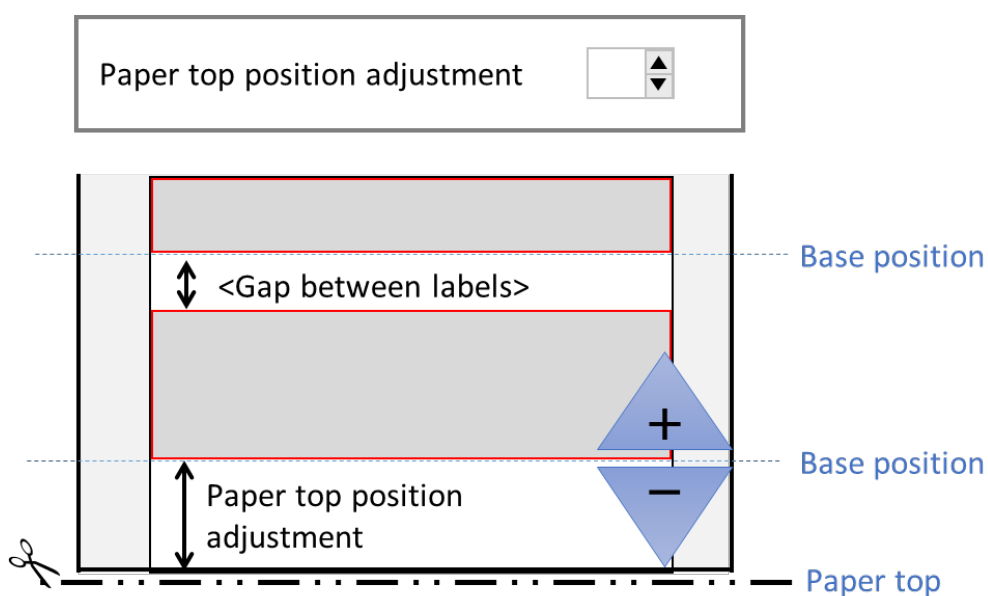 Paper top position adjustment
Base position
<Gap between labels>
+
Base position
−
Paper top position
adjustment
Paper top